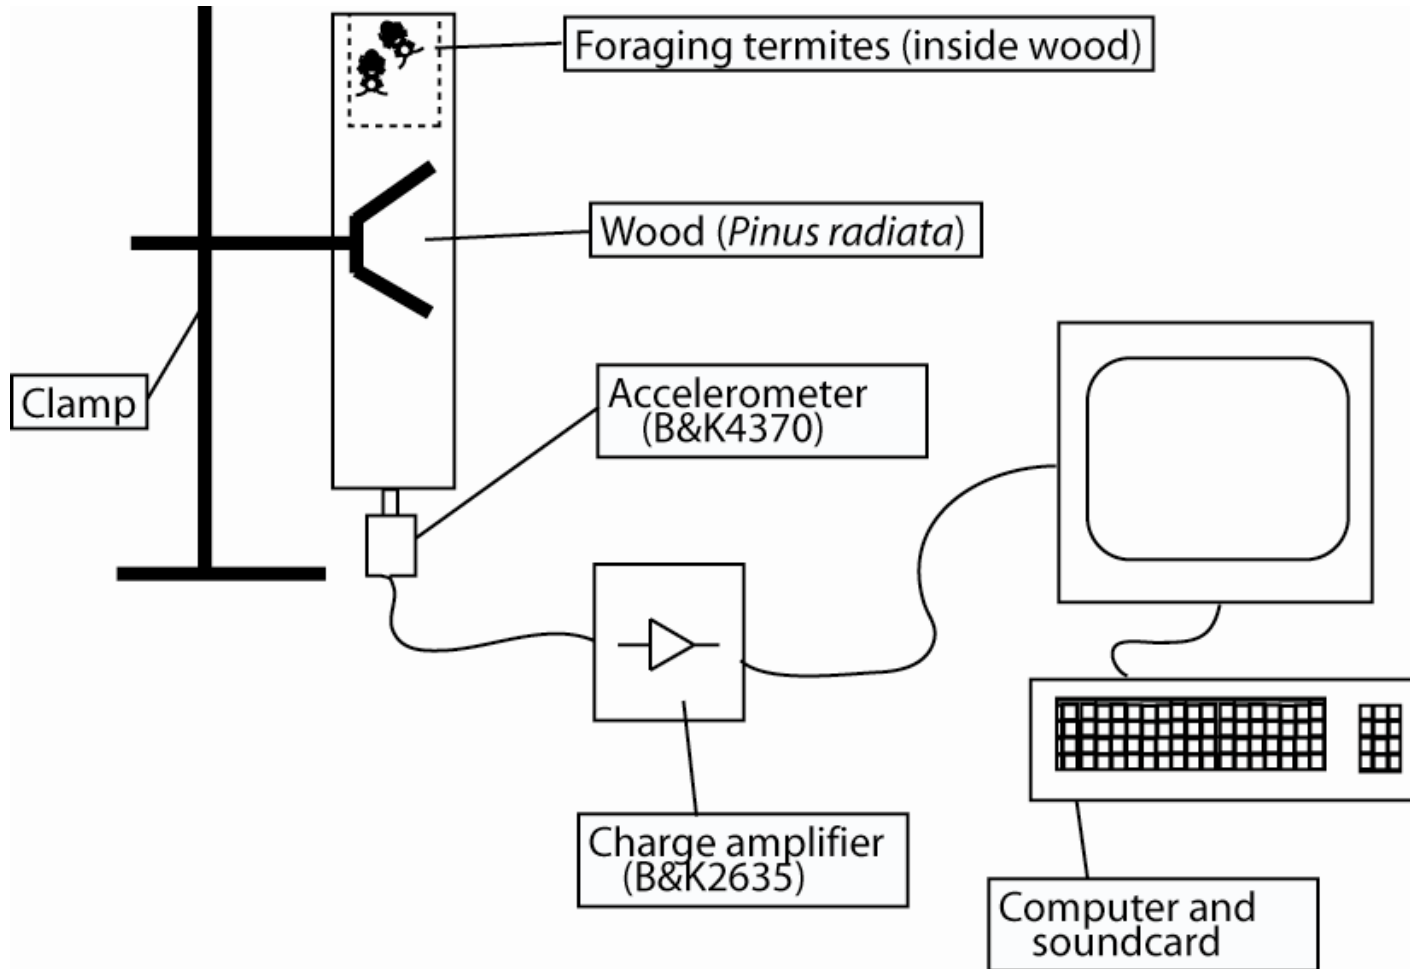 Foraging termites (inside wood)
Wood (Pinus radiata)
Clamp
Accelerometer
(B&K4370)
Charge amplifier
(B&K2635)
Computer and
soundcard